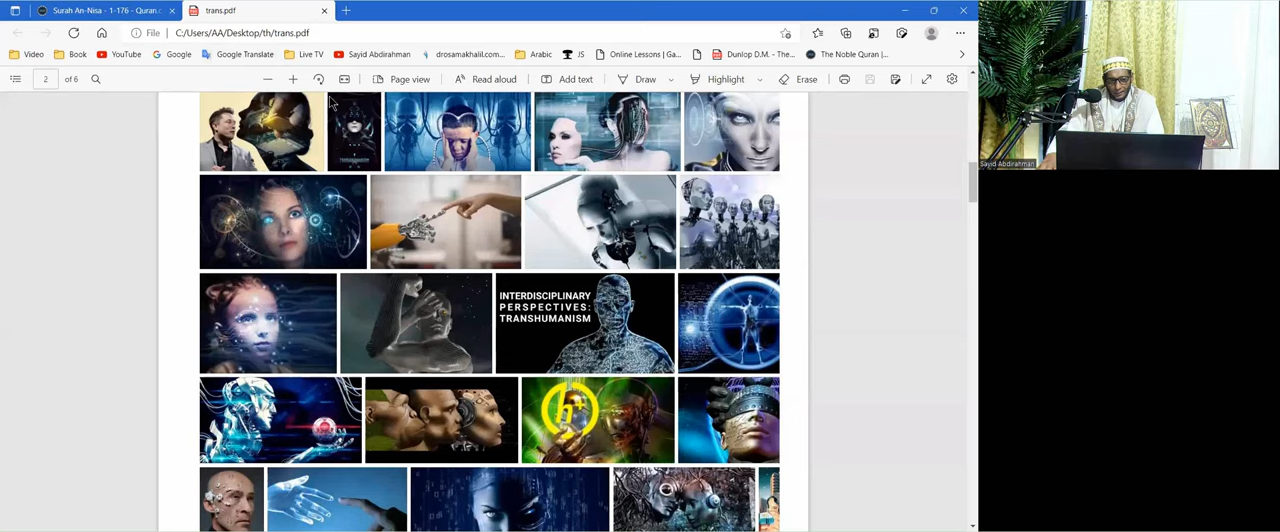 Surah An-Nisa - 1-176 - Quran.c
trans.pdf
File
C:/Users/AA/Desktop/th/trans.pdf
Video
Book
YouTube
Google
Google Translate
Live TV
Sayid Abdirahman
drosamakhalil.com...
Arabic
JS
Online Lessons | Ga...
Dunlop D.M. - The...
The Noble Quran |...
2 of 6
Page view
Read aloud
Add text
Draw
Highlight
Erase
INTERDISCIPLINARY
PERSPECTIVES:
TRANSHUMANISM
h+
Sayid Abdirahman